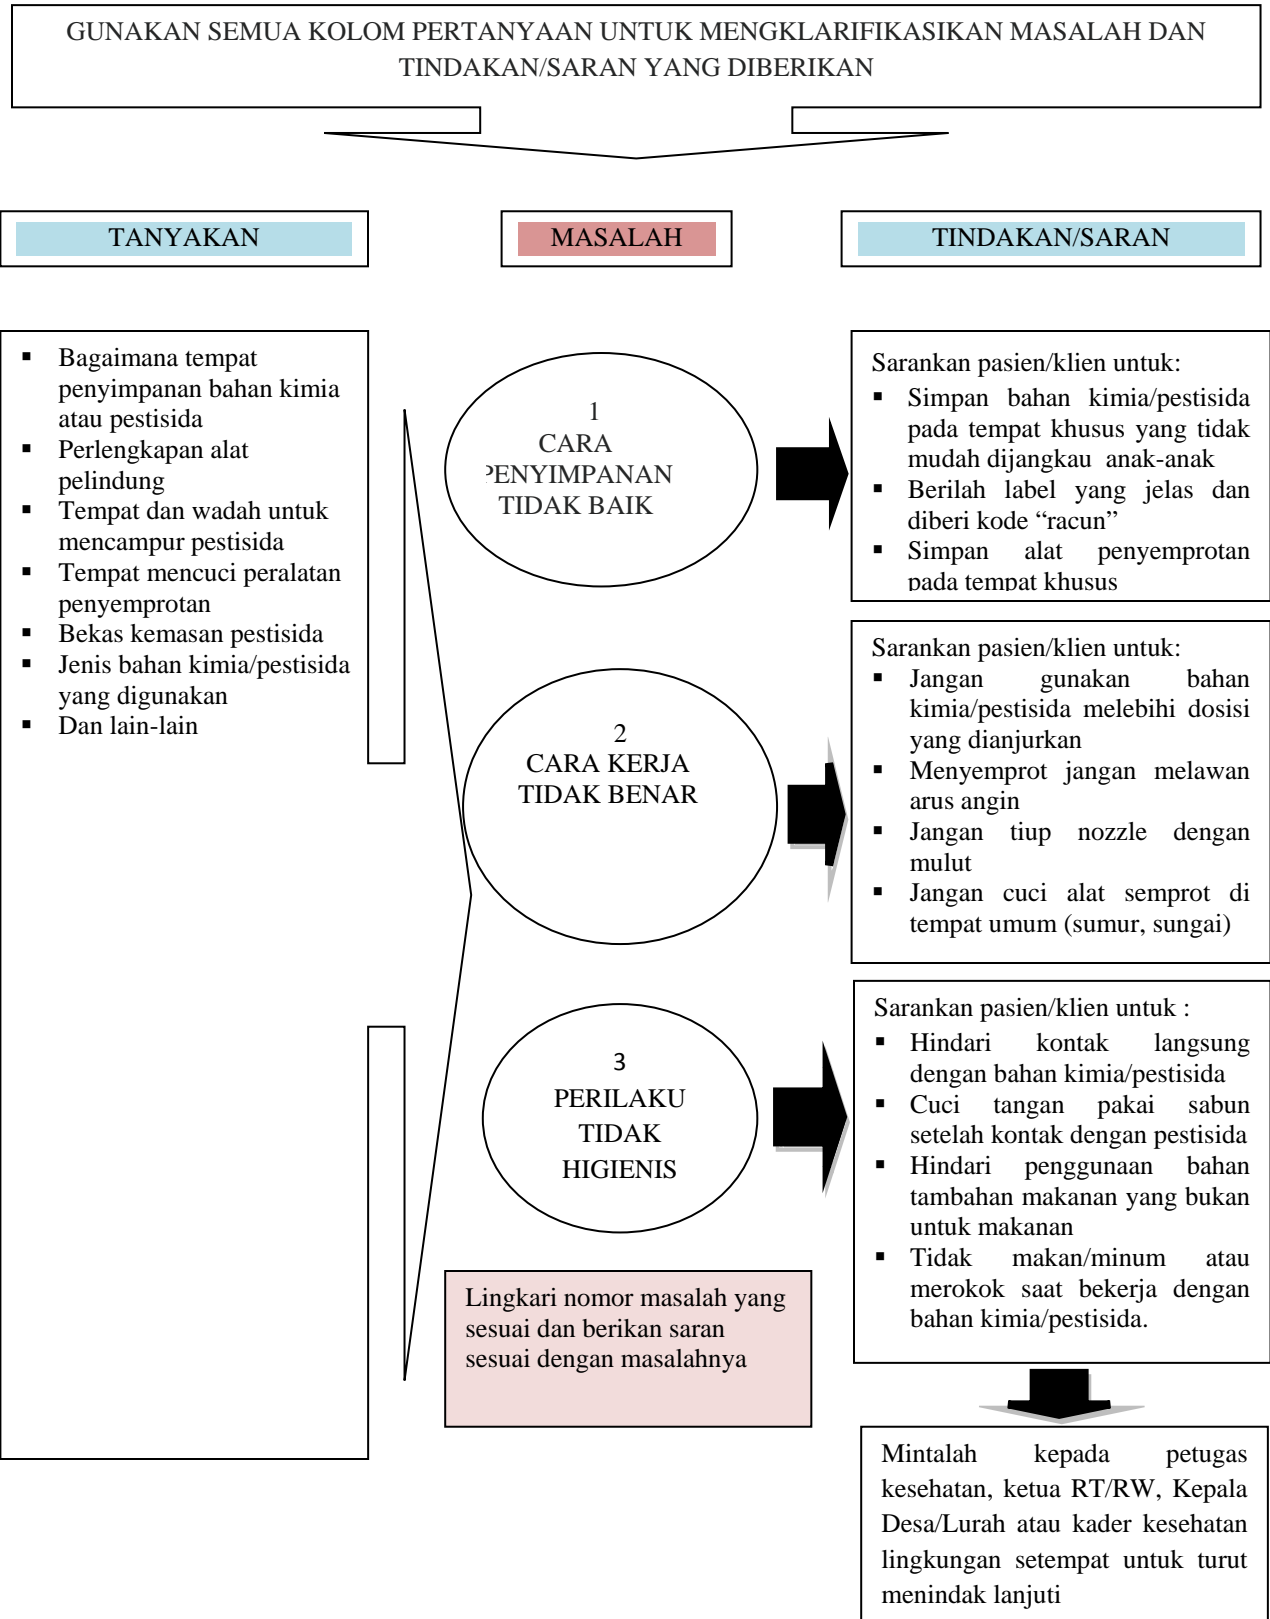 GUNAKAN SEMUA KOLOM PERTANYAAN UNTUK MENGKLARIFIKASIKAN MASALAH DAN
TINDAKAN/SARAN YANG DIBERIKAN
TANYAKAN
MASALAH
TINDAKAN/SARAN
▪ Bagaimana tempat
penyimpanan bahan kimia
atau pestisida
▪ Perlengkapan alat
pelindung
▪ Tempat dan wadah untuk
mencampur pestisida
▪ Tempat mencuci peralatan
penyemprotan
▪ Bekas kemasan pestisida
▪ Jenis bahan kimia/pestisida
yang digunakan
▪ Dan lain-lain
1
CARA
PENYIMPANAN
TIDAK BAIK
Sarankan pasien/klien untuk:
▪ Simpan bahan kimia/pestisida
pada tempat khusus yang tidak
mudah dijangkau anak-anak
▪ Berilah label yang jelas dan
diberi kode “racun”
▪ Simpan alat penyemprotan
pada tempat khusus
2
CARA KERJA
TIDAK BENAR
Sarankan pasien/klien untuk:
▪ Jangan gunakan bahan
kimia/pestisida melebihi dosisi
yang dianjurkan
▪ Menyemprot jangan melawan
arus angin
▪ Jangan tiup nozzle dengan
mulut
▪ Jangan cuci alat semprot di
tempat umum (sumur, sungai)
3
PERILAKU
TIDAK
HIGIENIS
Sarankan pasien/klien untuk :
▪ Hindari kontak langsung
dengan bahan kimia/pestisida
▪ Cuci tangan pakai sabun
setelah kontak dengan pestisida
▪ Hindari penggunaan bahan
tambahan makanan yang bukan
untuk makanan
▪ Tidak makan/minum atau
merokok saat bekerja dengan
bahan kimia/pestisida.
Lingkari nomor masalah yang
sesuai dan berikan saran
sesuai dengan masalahnya
Mintalah kepada petugas
kesehatan, ketua RT/RW, Kepala
Desa/Lurah atau kader kesehatan
lingkungan setempat untuk turut
menindak lanjuti